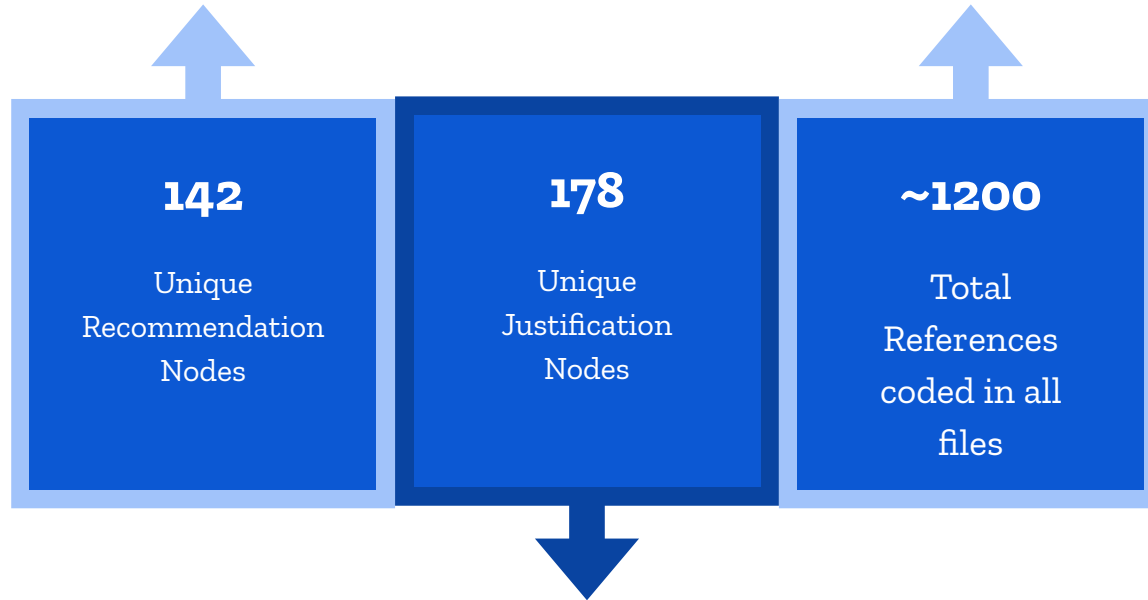 142
Unique
Recommendation
Nodes
178
Unique
Justification
Nodes
~1200
Total
References
coded in all
files